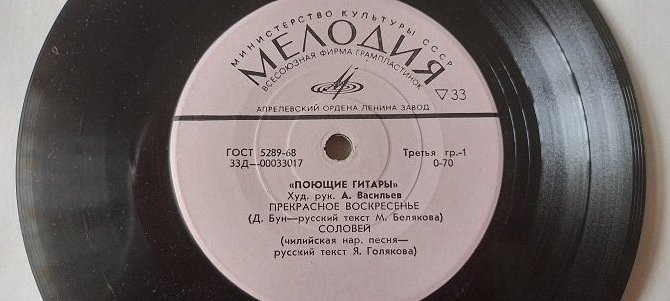 МИНИСТЕРСТВО КУЛЬТУРЫ СССР
МЕЛОДИЯ
ВСЕСОЮЗНАЯ ФИРМА ГРАМПЛАСТИНОК
АПРЕЛЕВСКИЙ ОРДЕНА ЛЕНИНА ЗАВОД
▽33
ГОСТ 5289-68 Третья гр.-1
33Д—00033017 0-70
«ПОЮЩИЕ ГИТАРЫ»
Худ. рук. А. Васильев
ПРЕКРАСНОЕ ВОСКРЕСЕНЬЕ
(Д. Бун—русский текст М. Белякова)
СОЛОВЕЙ
(чилийская нар. песня—
русский текст Я. Голякова)